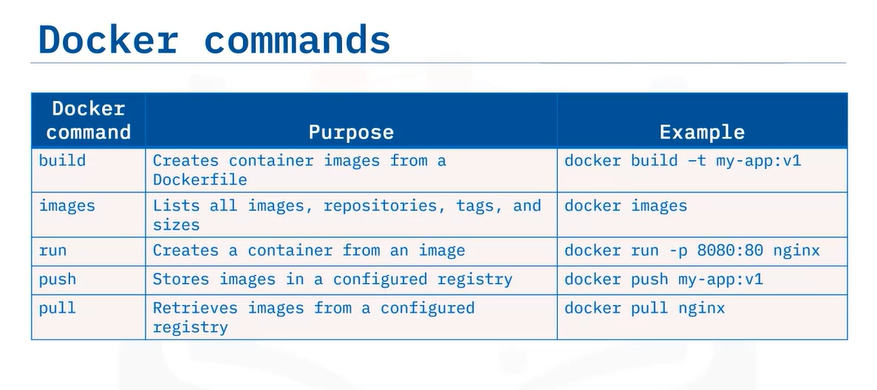 Docker commands
Docker
command
Purpose
Example
build
Creates container images from a
Dockerfile
docker build –t my-app:v1
images
Lists all images, repositories, tags, and
sizes
docker images
run
Creates a container from an image
docker run -p 8080:80 nginx
push
Stores images in a configured registry
docker push my-app:v1
pull
Retrieves images from a configured
registry
docker pull nginx